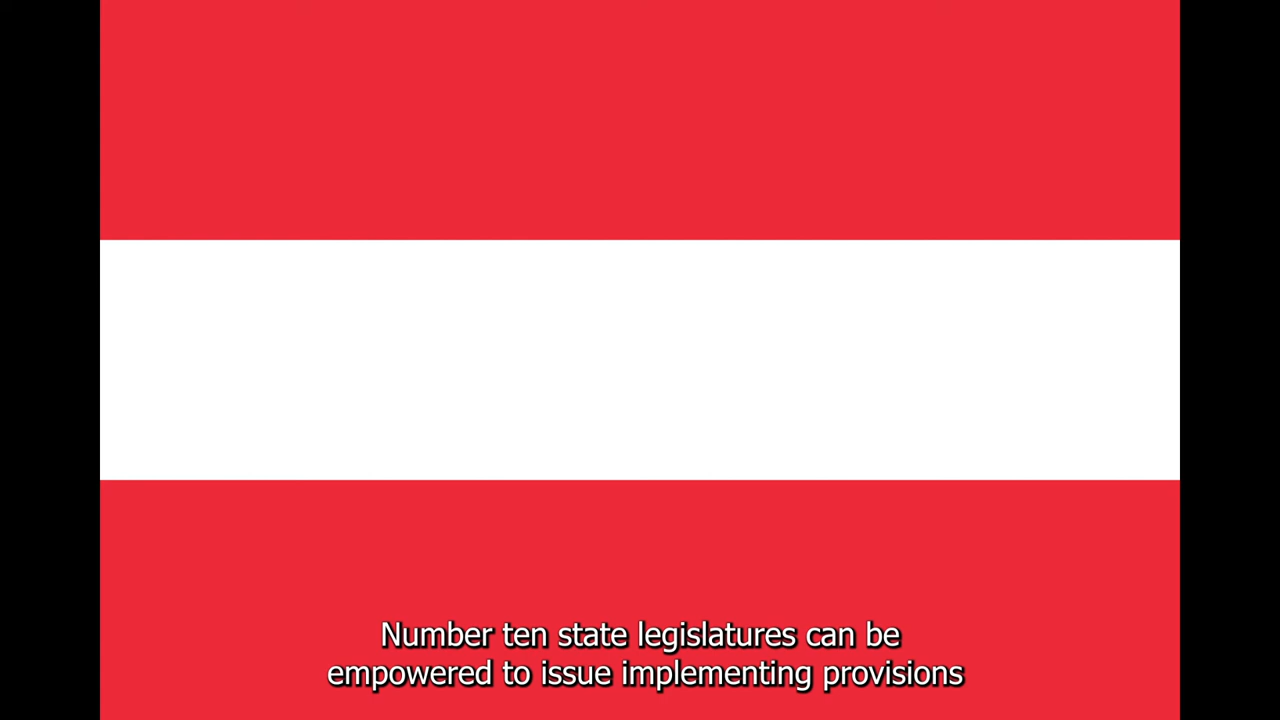 Number ten state legislatures can be
empowered to issue implementing provisions